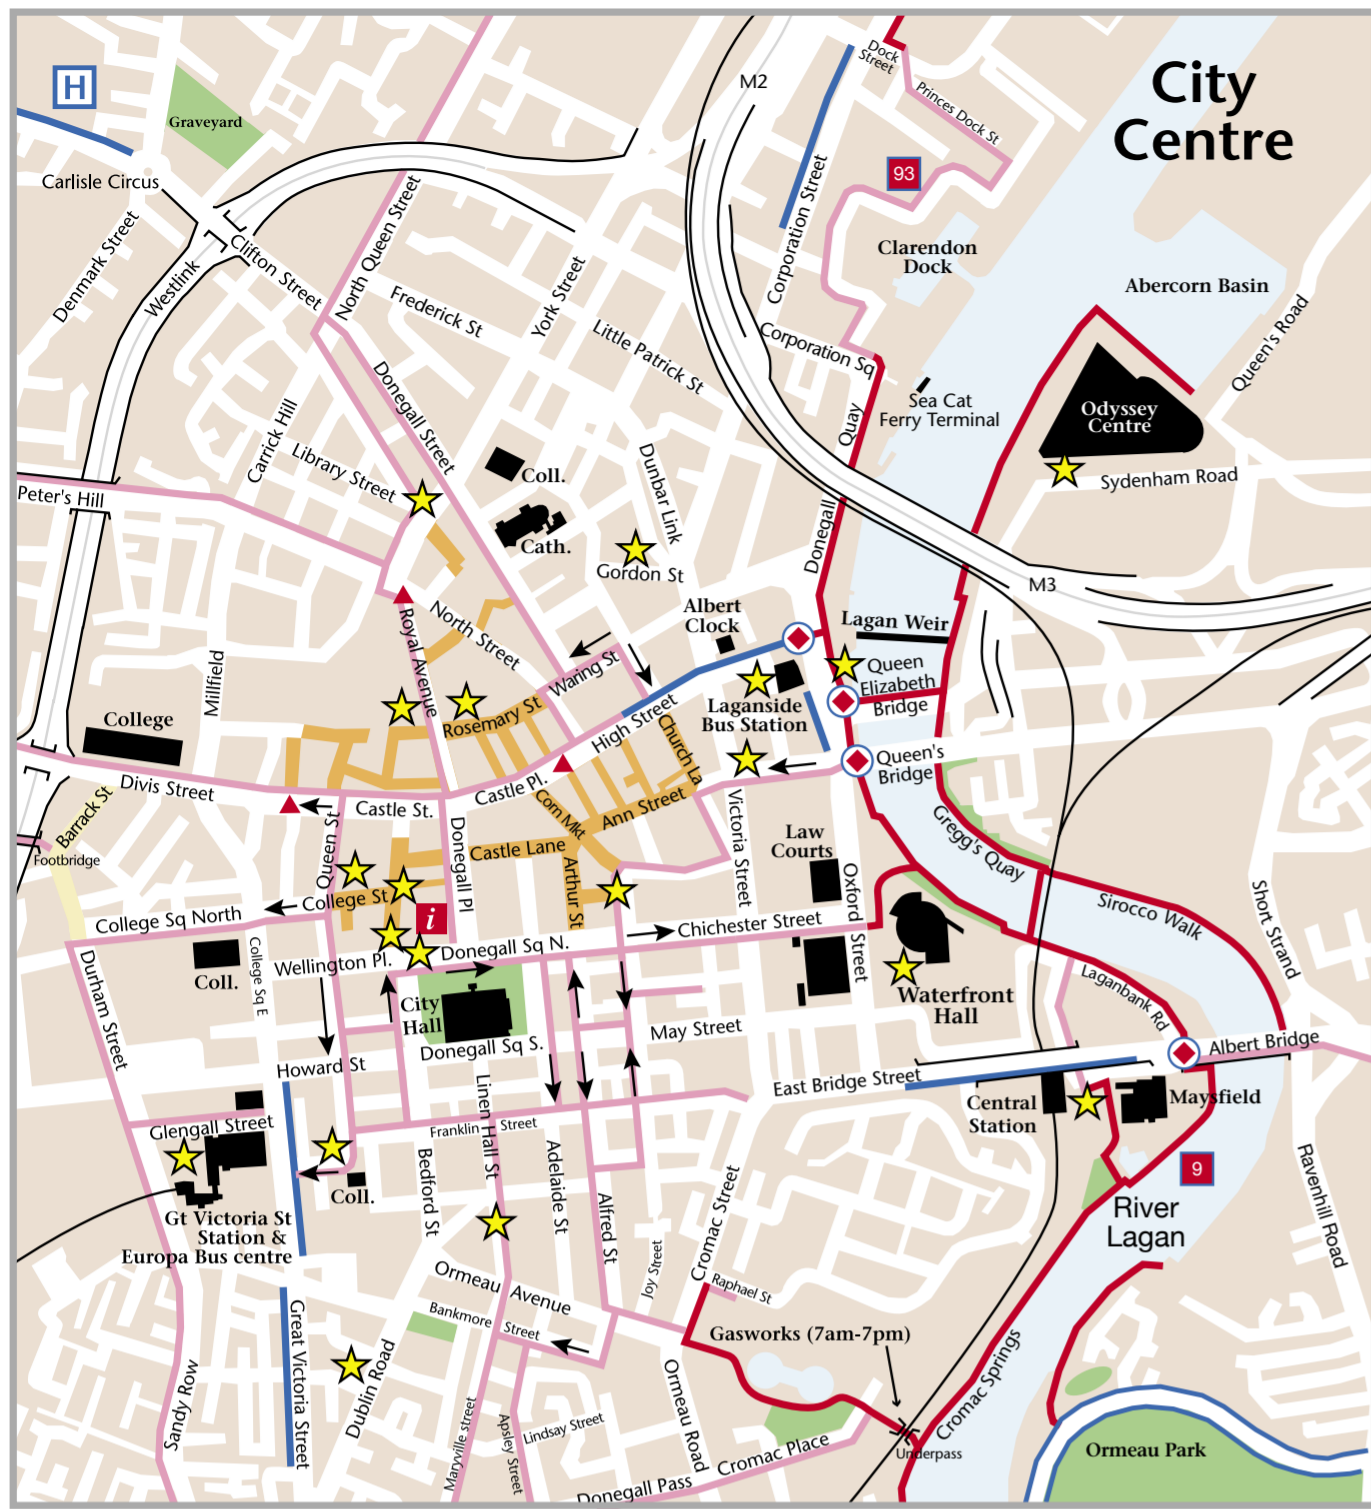 City
Centre
M2
Dock
Street
Princes Dock St
H
Graveyard
93
Carlisle Circus
Denmark Street
Westlink
Clifton Street
North Queen Street
Corporation Street
Clarendon
Dock
Abercorn Basin
Queen's Road
Frederick St
York Street
Little Patrick St
Corporation Sq
Sea Cat
Ferry Terminal
Odyssey
Centre
Sydenham Road
Quay
Donegall
Donegall Street
Carrick Hill
Library Street
Coll.
Dunbar Link
Peter's Hill
Cath.
Gordon St
M3
Albert
Clock
Lagan Weir
North Street
Royal Avenue
Waring St
Queen
Elizabeth
Bridge
Millfield
College
Rosemary St
High Street
Church La
Laganside
Bus Station
Queen's
Bridge
Divis Street
Castle St.
Castle Pl.
Corn Mkt
Ann Street
Victoria Street
Barrack St
Footbridge
Queen St
Donegall Pl
Castle Lane
Arthur St
Law
Courts
Oxford
Street
Gregg's Quay
Sirocco Walk
Short Strand
College St
i
College Sq North
Chichester Street
Donegall Sq N.
Wellington Pl.
Coll.
College Sq E
Durham Street
City
Hall
Waterfront
Hall
Laganbank Rd
May Street
Donegall Sq S.
Howard St
Albert Bridge
East Bridge Street
Central
Station
Maysfield
Linen Hall St
Glengall Street
Franklin Street
Bedford St
Adelaide St
Alfred St
Coll.
9
River
Lagan
Ravenhill Road
Gt Victoria St
Station &
Europa Bus centre
Cromac Street
Joy Street
Raphael St
Ormeau Avenue
Bankmore Street
Gasworks (7am-7pm)
Great Victoria Street
Dublin Road
Sandy Row
Maryville street
Apsley Street
Lindsay Street
Ormeau Road
Cromac Springs
Cromac Place
Underpass
Donegall Pass
Ormeau Park